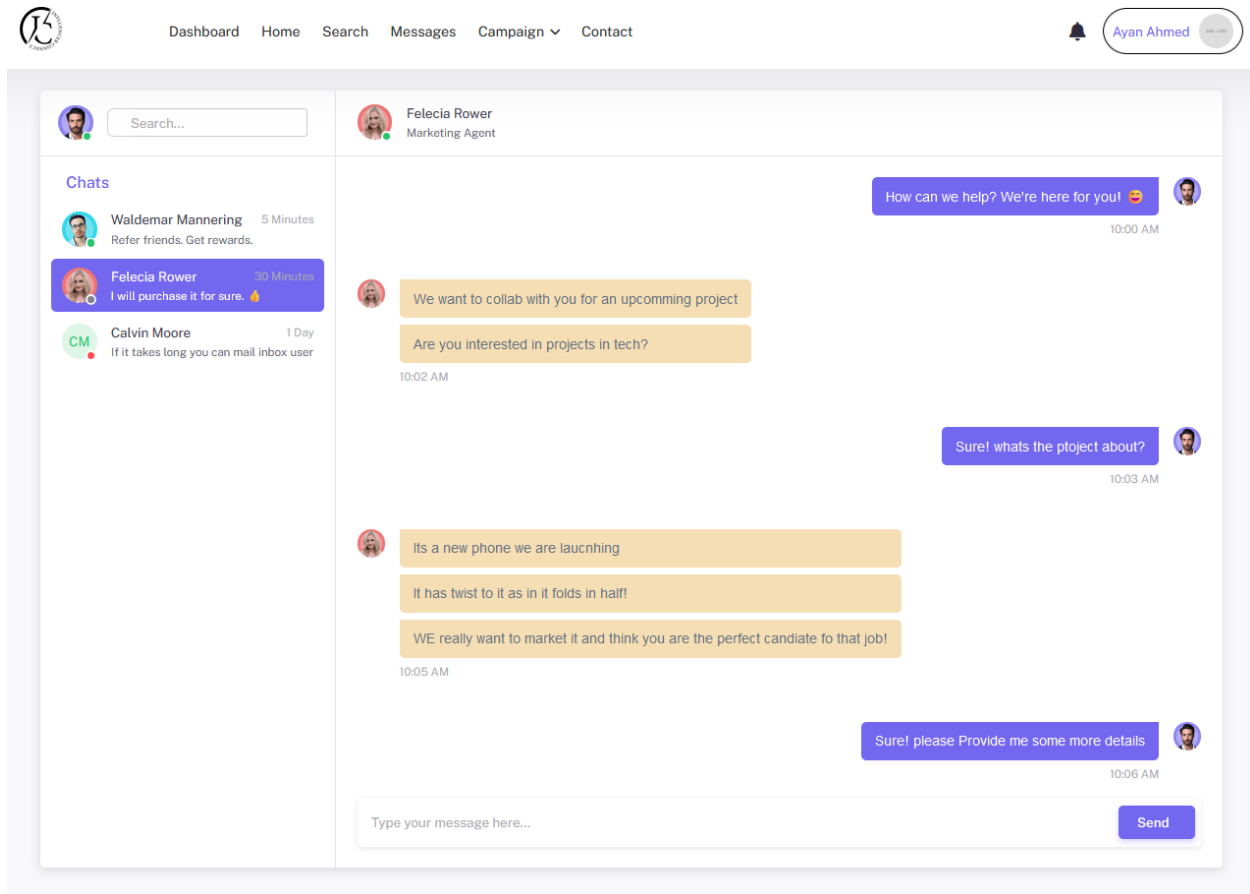 Dashboard Home Search Messages Campaign Contact
Ayan Ahmed
Search...
Felecia Rower
Marketing Agent
Chats
Waldemar Mannering 5 Minutes
Refer friends. Get rewards.
Felecia Rower 30 Minutes
I will purchase it for sure. 👍
CM
Calvin Moore 1 Day
If it takes long you can mail inbox user
How can we help? We're here for you! 😄
10:00 AM
We want to collab with you for an upcomming project
Are you interested in projects in tech?
10:02 AM
Sure! whats the ptoject about?
10:03 AM
Its a new phone we are laucnhing
It has twist to it as in it folds in half!
WE really want to market it and think you are the perfect candiate fo that job!
10:05 AM
Sure! please Provide me some more details
10:06 AM
Type your message here...
Send